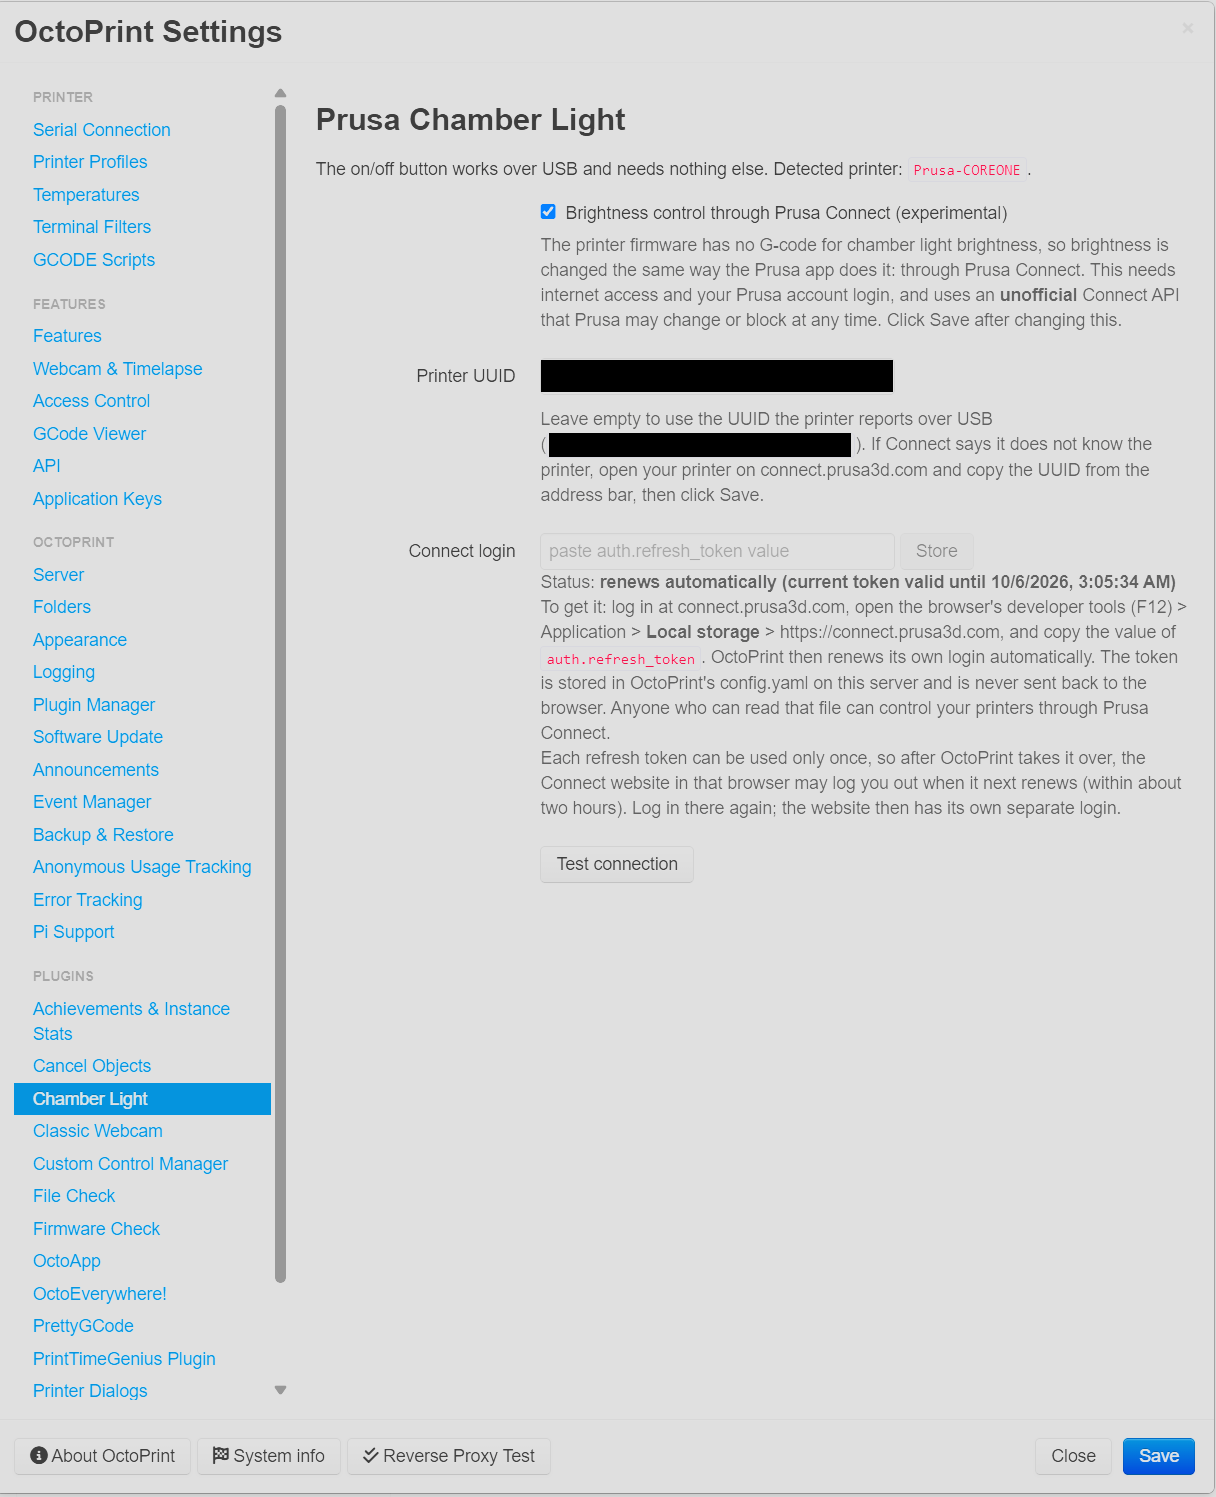 OctoPrint Settings
×
PRINTER
Serial Connection
Printer Profiles
Temperatures
Terminal Filters
GCODE Scripts
FEATURES
Features
Webcam & Timelapse
Access Control
GCode Viewer
API
Application Keys
OCTOPRINT
Server
Folders
Appearance
Logging
Plugin Manager
Software Update
Announcements
Event Manager
Backup & Restore
Anonymous Usage Tracking
Error Tracking
Pi Support
PLUGINS
Achievements & Instance
Stats
Cancel Objects
Chamber Light
Classic Webcam
Custom Control Manager
File Check
Firmware Check
OctoApp
OctoEverywhere!
PrettyGCode
PrintTimeGenius Plugin
Printer Dialogs
Prusa Chamber Light
The on/off button works over USB and needs nothing else. Detected printer: Prusa-COREONE .
Brightness control through Prusa Connect (experimental)
The printer firmware has no G-code for chamber light brightness, so brightness is
changed the same way the Prusa app does it: through Prusa Connect. This needs
internet access and your Prusa account login, and uses an unofficial Connect API
that Prusa may change or block at any time. Click Save after changing this.
Printer UUID
Leave empty to use the UUID the printer reports over USB
( ). If Connect says it does not know the
printer, open your printer on connect.prusa3d.com and copy the UUID from the
address bar, then click Save.
Connect login paste auth.refresh_token value Store
Status: renews automatically (current token valid until 10/6/2026, 3:05:34 AM)
To get it: log in at connect.prusa3d.com, open the browser's developer tools (F12) >
Application > Local storage > https://connect.prusa3d.com, and copy the value of
auth.refresh_token . OctoPrint then renews its own login automatically. The token
is stored in OctoPrint's config.yaml on this server and is never sent back to the
browser. Anyone who can read that file can control your printers through Prusa
Connect.
Each refresh token can be used only once, so after OctoPrint takes it over, the
Connect website in that browser may log you out when it next renews (within about
two hours). Log in there again; the website then has its own separate login.
Test connection
About OctoPrint System info Reverse Proxy Test Close Save